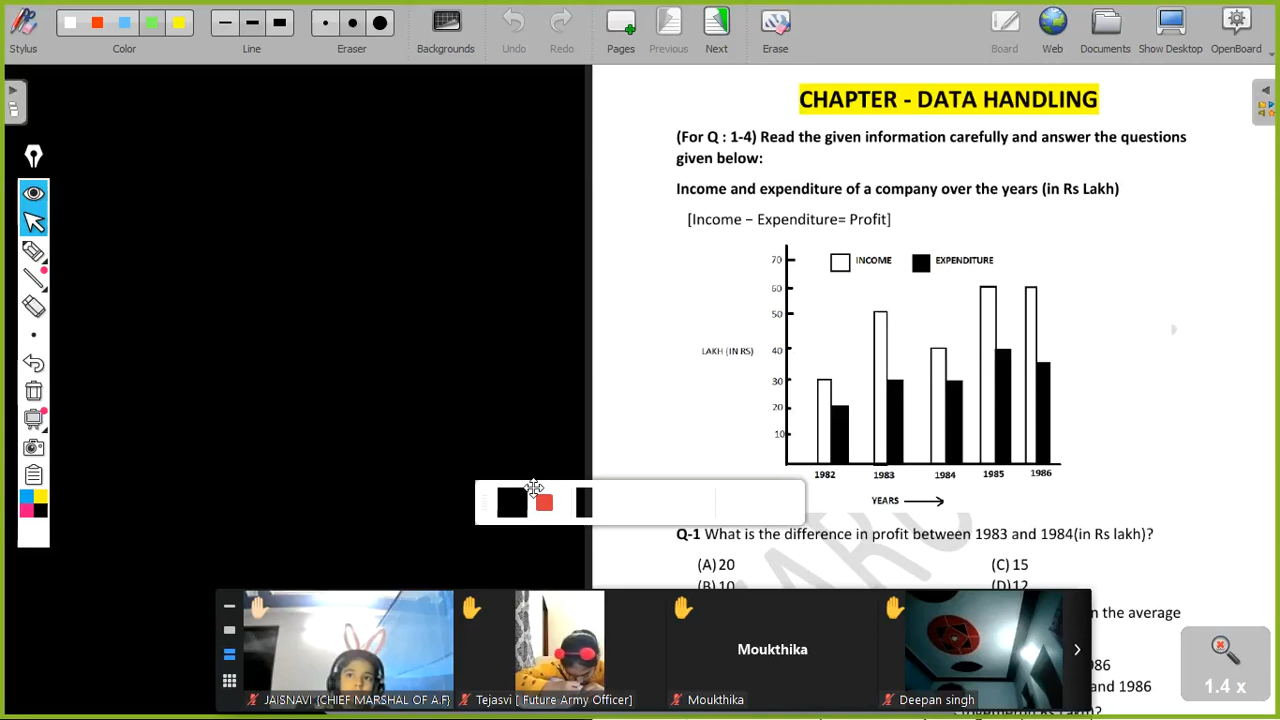 Stylus Color Line Eraser Backgrounds Undo Redo Pages Previous Next Erase Board Web Documents Show Desktop OpenBoard
CHAPTER - DATA HANDLING
(For Q : 1-4) Read the given information carefully and answer the questions
given below:
Income and expenditure of a company over the years (in Rs Lakh)
[Income – Expenditure= Profit]
INCOME EXPENDITURE
70
60
50
LAKH (IN RS) 40
30
20
10
1982 1983 1984 1985 1986
YEARS
Q-1 What is the difference in profit between 1983 and 1984(in Rs lakh)?
(A) 20 (C) 15
(B) 10 (D) 12
the average
Moukthika
and 1986
1.4 x
JAISNAVI {CHIEF MARSHAL OF A.F} Tejasvi [ Future Army Officer] Moukthika Deepan singh